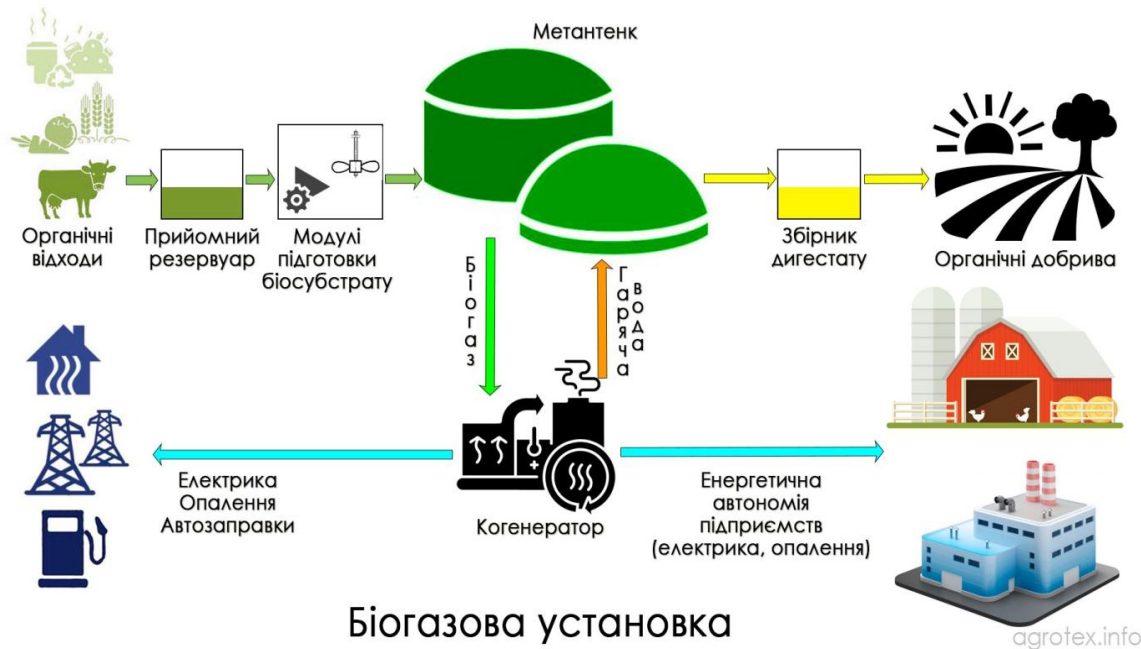 Метантенк
Органічні
відходи
Прийомний
резервуар
Модулі
підготовки
біосубстрату
Збірник
дигестату
Органічні добрива
Біогаз
Гаряча
вода
Електрика
Опалення
Автозаправки
Когенератор
Енергетична
автономія
підприємств
(електрика, опалення)
Біогазова установка
agrotex.info